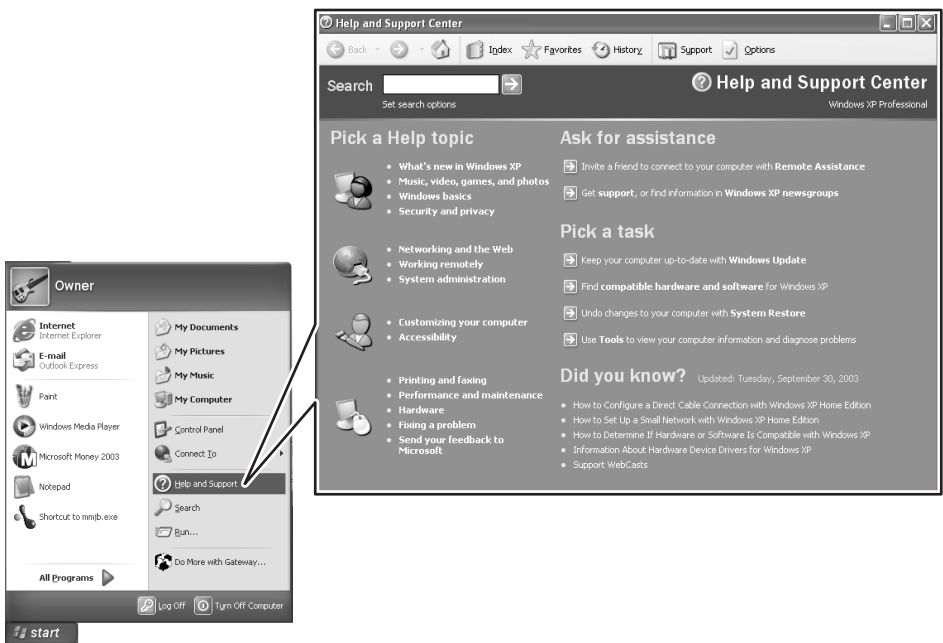 Help and Support Center
Back
Index
Favorites
History
Support
Options
Search
Set search options
Help and Support Center
Windows XP Professional
Pick a Help topic
What's new in Windows XP
Music, video, games, and photos
Windows basics
Security and privacy
Networking and the Web
Working remotely
System administration
Customizing your computer
Accessibility
Printing and faxing
Performance and maintenance
Hardware
Fixing a problem
Send your feedback to
Microsoft
Ask for assistance
Invite a friend to connect to your computer with Remote Assistance
Get support, or find information in Windows XP newsgroups
Pick a task
Keep your computer up-to-date with Windows Update
Find compatible hardware and software for Windows XP
Undo changes to your computer with System Restore
Use Tools to view your computer information and diagnose problems
Did you know? Updated: Tuesday, September 30, 2003
How to Configure a Direct Cable Connection with Windows XP Home Edition
How to Set Up a Small Network with Windows XP Home Edition
How to Determine If Hardware or Software Is Compatible with Windows XP
Information About Hardware Device Drivers for Windows XP
Support WebCasts
Owner
Internet
Internet Explorer
E-mail
Outlook Express
Paint
Windows Media Player
Microsoft Money 2003
Notepad
Shortcut to mmjb.exe
All Programs
My Documents
My Pictures
My Music
My Computer
Control Panel
Connect To
Help and Support
Search
Run...
Do More with Gateway...
Log Off
Turn Off Computer
start